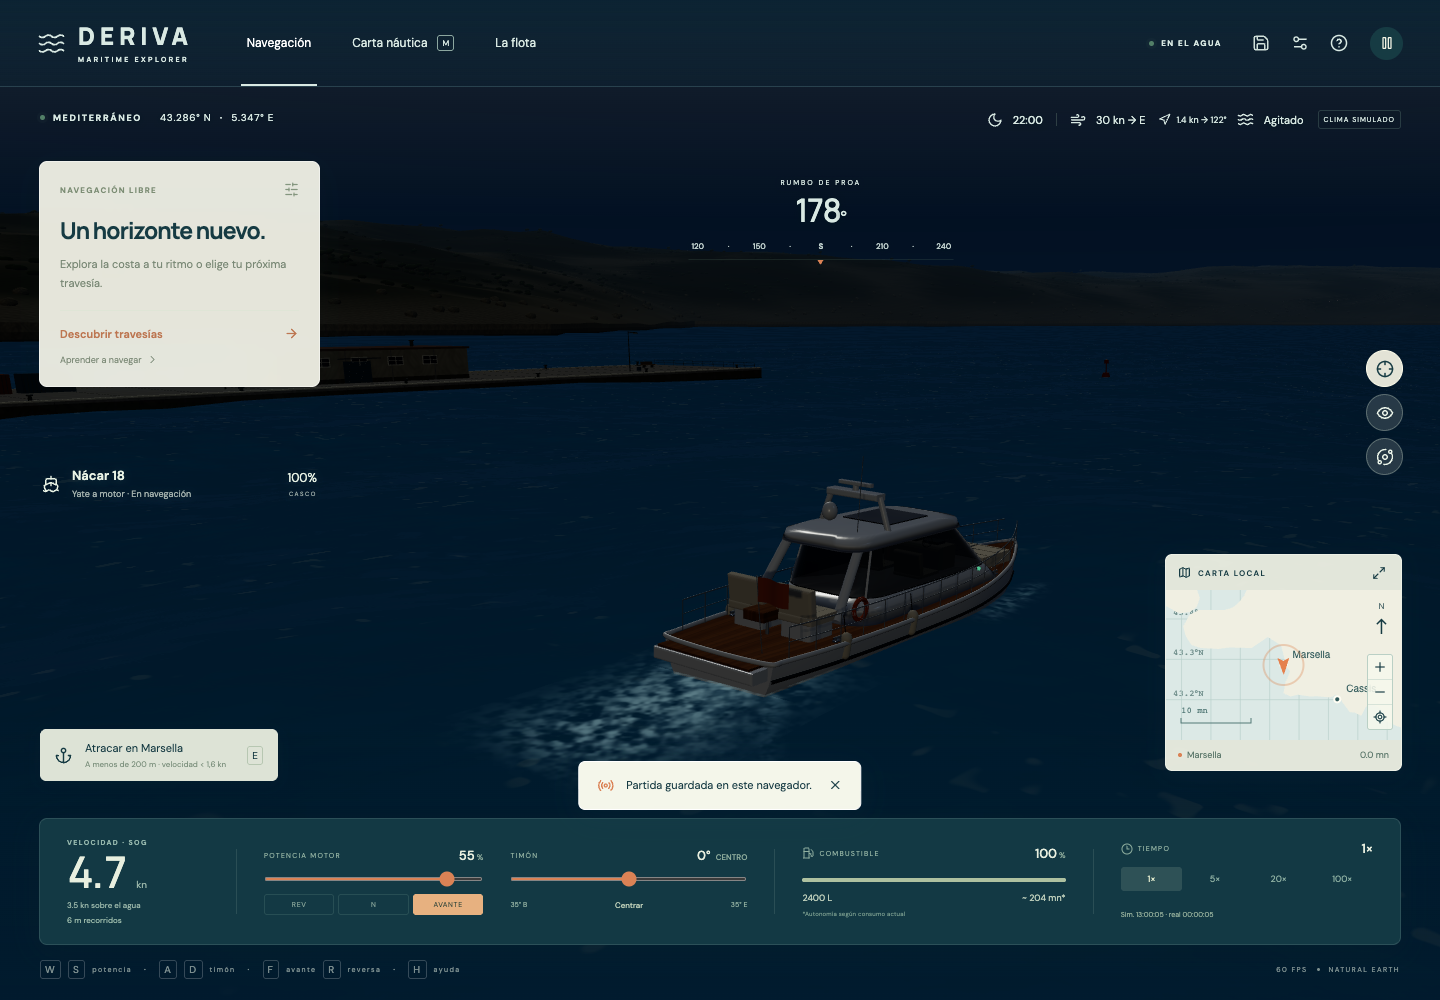 DERIVA
MARITIME EXPLORER
Navegación
Carta náutica M
La flota
EN EL AGUA
MEDITERRÁNEO 43.286° N · 5.347° E
22:00
30 kn → E
1.4 kn → 122°
Agitado
CLIMA SIMULADO
NAVEGACIÓN LIBRE
Un horizonte nuevo.
Explora la costa a tu ritmo o elige tu próxima
travesía.
Descubrir travesías
Aprender a navegar
RUMBO DE PROA
178°
120 · 150 · S · 210 · 240
Nácar 18
Yate a motor · En navegación
100%
CASCO
CARTA LOCAL
N
43.3°N
Marsella
43.2°N
Cass
10 mn
Marsella 0.0 mn
Atracar en Marsella
A menos de 200 m · velocidad < 1,6 kn
E
Partida guardada en este navegador.
VELOCIDAD · SOG
4.7 kn
3.5 kn sobre el agua
6 m recorridos
POTENCIA MOTOR 55 %
REV N AVANTE
TIMÓN 0° CENTRO
35° B Centrar 35° E
COMBUSTIBLE 100 %
2400 L ~ 204 mn*
*Autonomía según consumo actual
TIEMPO 1×
1× 5× 20× 100×
Sim. 13:00:05 · real 00:00:05
W S potencia · A D timón · F avante R reversa · H ayuda
60 FPS • NATURAL EARTH